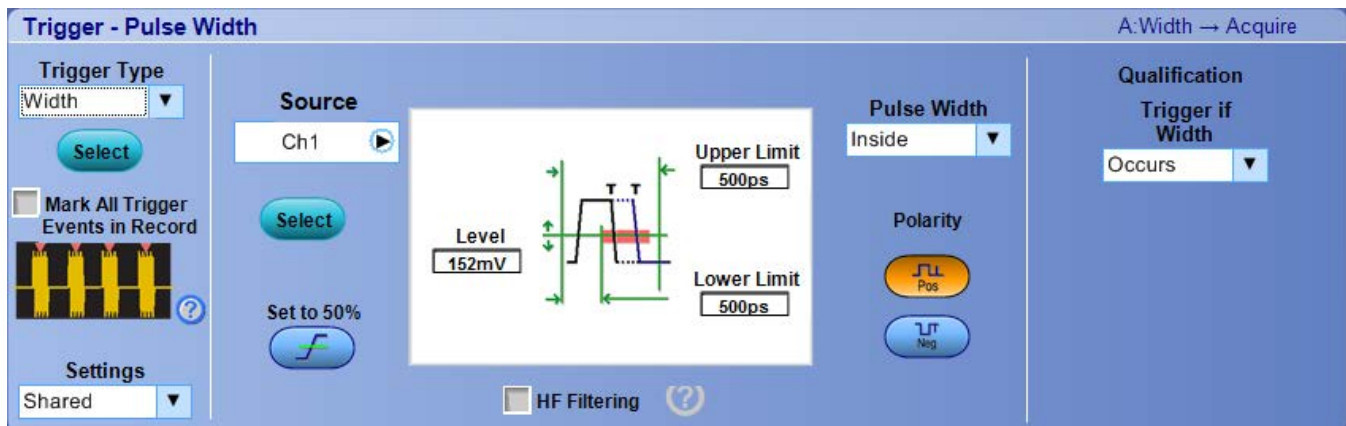 Trigger - Pulse Width
A:Width → Acquire
Trigger Type
Width
Select
Mark All Trigger
Events in Record
Settings
Shared
Source
Ch1
Select
Set to 50%
Level
152mV
T T
Upper Limit
500ps
Lower Limit
500ps
HF Filtering
Pulse Width
Inside
Polarity
Pos
Neg
Qualification
Trigger if
Width
Occurs